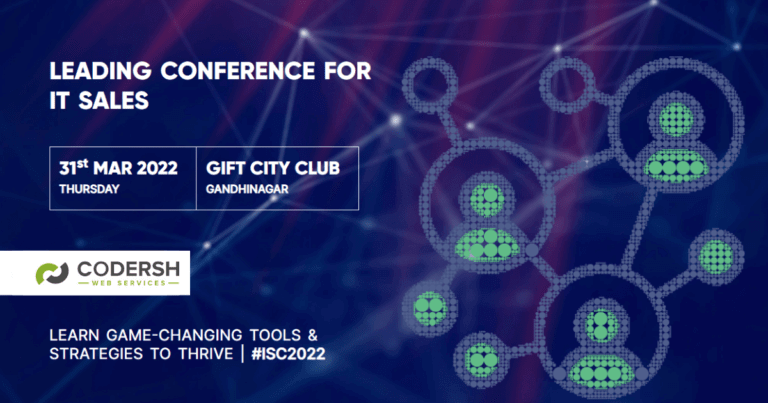 LEADING CONFERENCE FOR
IT SALES
31st MAR 2022
THURSDAY
GIFT CITY CLUB
GANDHINAGAR
CODERSH
WEB SERVICES
LEARN GAME-CHANGING TOOLS &
STRATEGIES TO THRIVE | #ISC2022